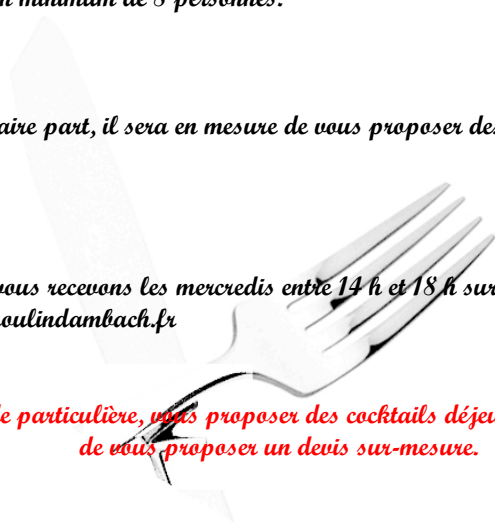 n minimum de 8 personnes.
aire part, il sera en mesure de vous proposer des
vous recevons les mercredis entre 14 h et 18 h sur
oulindambach.fr
le particulière, vous proposer des cocktails déjeu
de vous proposer un devis sur-mesure.